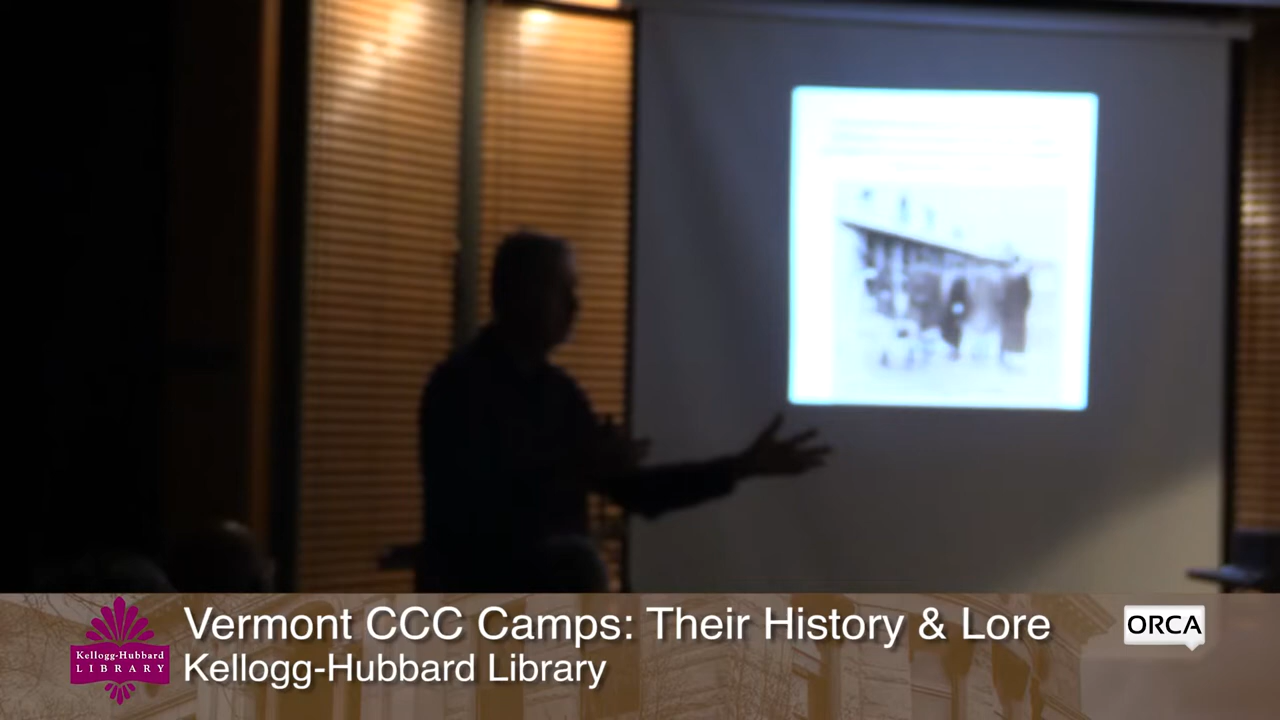 Vermont CCC Camps: Their History & Lore
Kellogg-Hubbard Library
Kellogg-Hubbard
LIBRARY
ORCA